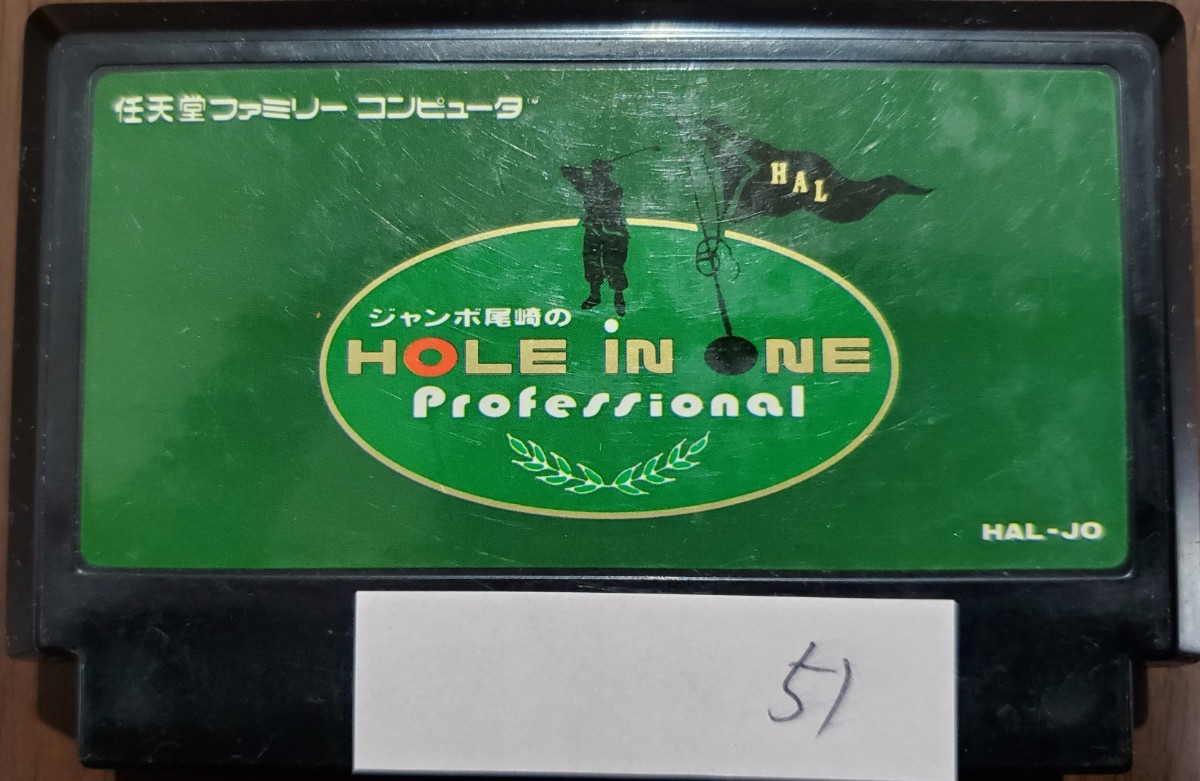 任天堂ファミリーコンピュータ™
HAL
ジャンボ尾崎の
HOLE iN ONE
Professional
HAL-JO
51